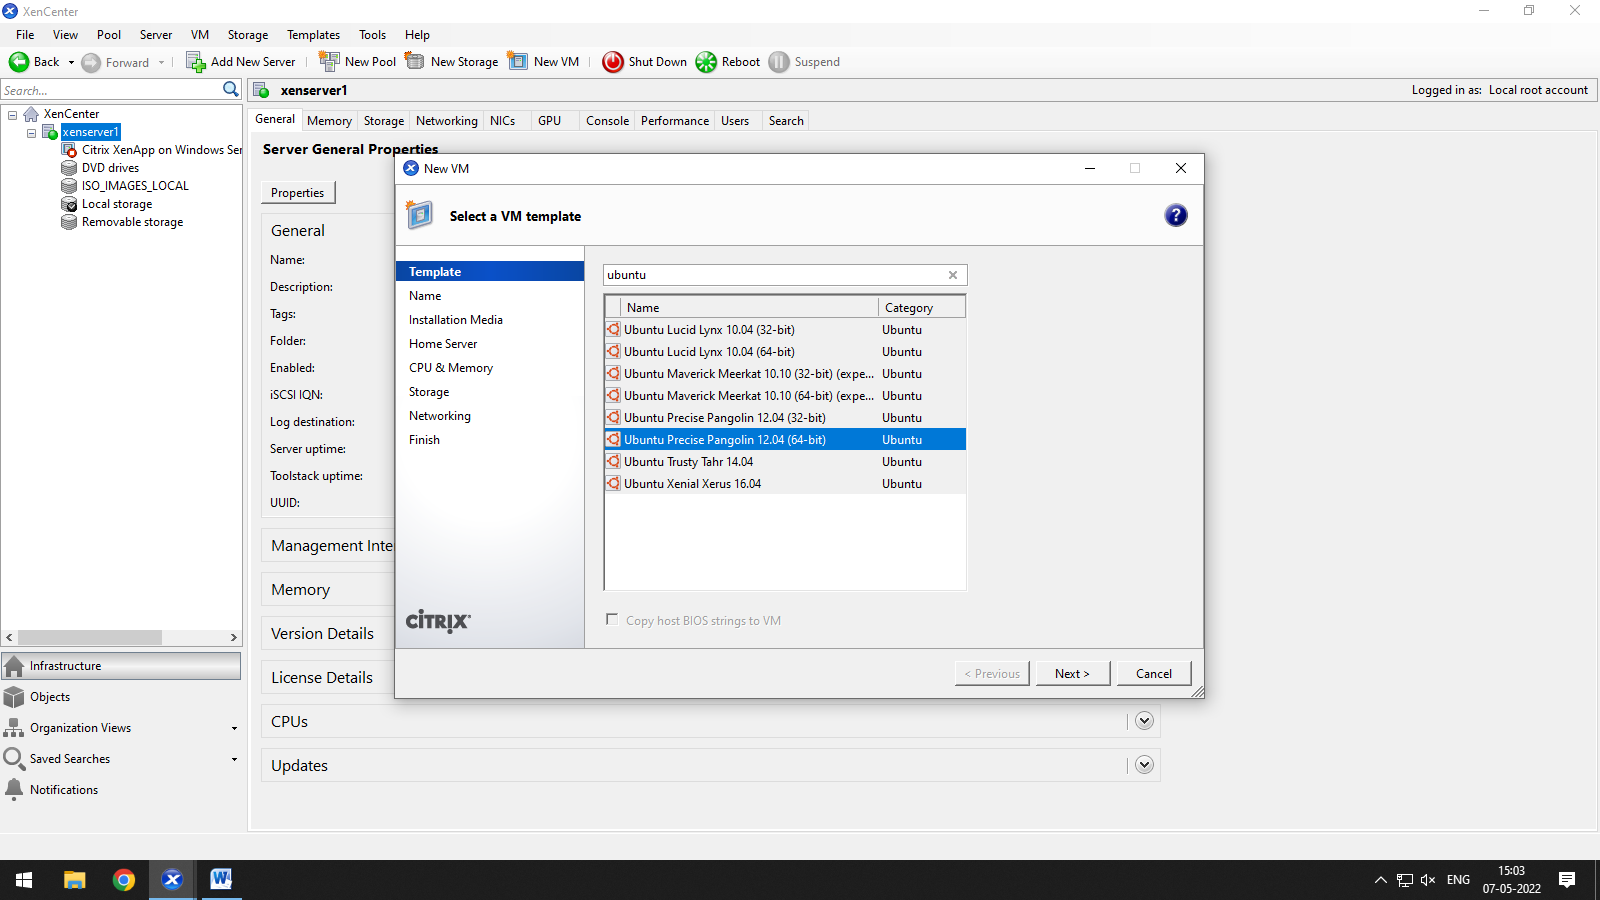 XenCenter
File View Pool Server VM Storage Templates Tools Help
Back Forward Add New Server New Pool New Storage New VM Shut Down Reboot Suspend
Search...
xenserver1
Logged in as: Local root account
XenCenter
xenserver1
Citrix XenApp on Windows Ser
DVD drives
ISO_IMAGES_LOCAL
Local storage
Removable storage
General Memory Storage Networking NICs GPU Console Performance Users Search
Server General Properties
Properties
General
Name:
Description:
Tags:
Folder:
Enabled:
iSCSI IQN:
Log destination:
Server uptime:
Toolstack uptime:
UUID:
Management Inte
Memory
Version Details
License Details
CPUs
Updates
New VM
Select a VM template
?
Template
Name
Installation Media
Home Server
CPU & Memory
Storage
Networking
Finish
CITRIX
ubuntu
Name Category
Ubuntu Lucid Lynx 10.04 (32-bit) Ubuntu
Ubuntu Lucid Lynx 10.04 (64-bit) Ubuntu
Ubuntu Maverick Meerkat 10.10 (32-bit) (expe... Ubuntu
Ubuntu Maverick Meerkat 10.10 (64-bit) (expe... Ubuntu
Ubuntu Precise Pangolin 12.04 (32-bit) Ubuntu
Ubuntu Precise Pangolin 12.04 (64-bit) Ubuntu
Ubuntu Trusty Tahr 14.04 Ubuntu
Ubuntu Xenial Xerus 16.04 Ubuntu
Copy host BIOS strings to VM
< Previous Next > Cancel
Infrastructure
Objects
Organization Views
Saved Searches
Notifications
ENG
15:03
07-05-2022